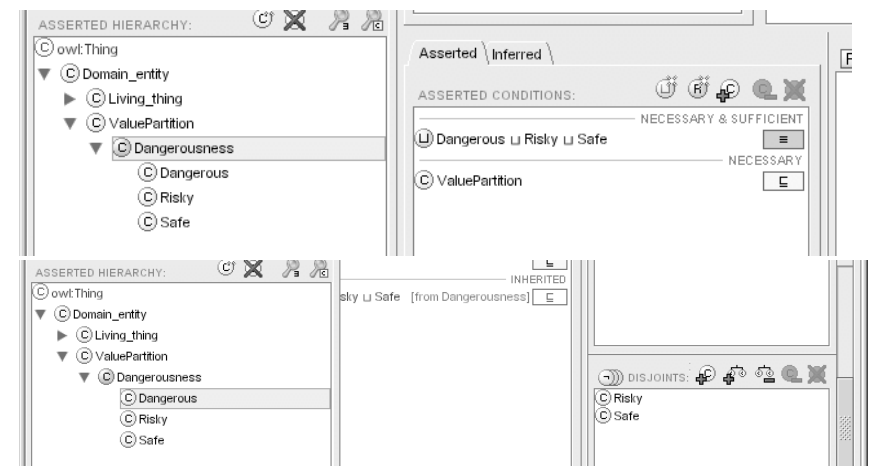 ASSERTED HIERARCHY:
owl:Thing
Domain_entity
Living_thing
ValuePartition
Dangerousness
Dangerous
Risky
Safe
Asserted
Inferred
ASSERTED CONDITIONS:
NECESSARY & SUFFICIENT
Dangerous ⊔ Risky ⊔ Safe
≡
NECESSARY
ValuePartition
⊑
ASSERTED HIERARCHY:
owl:Thing
Domain_entity
Living_thing
ValuePartition
Dangerousness
Dangerous
Risky
Safe
⊑
INHERITED
sky ⊔ Safe [from Dangerousness] ⊑
DISJOINTS:
Risky
Safe